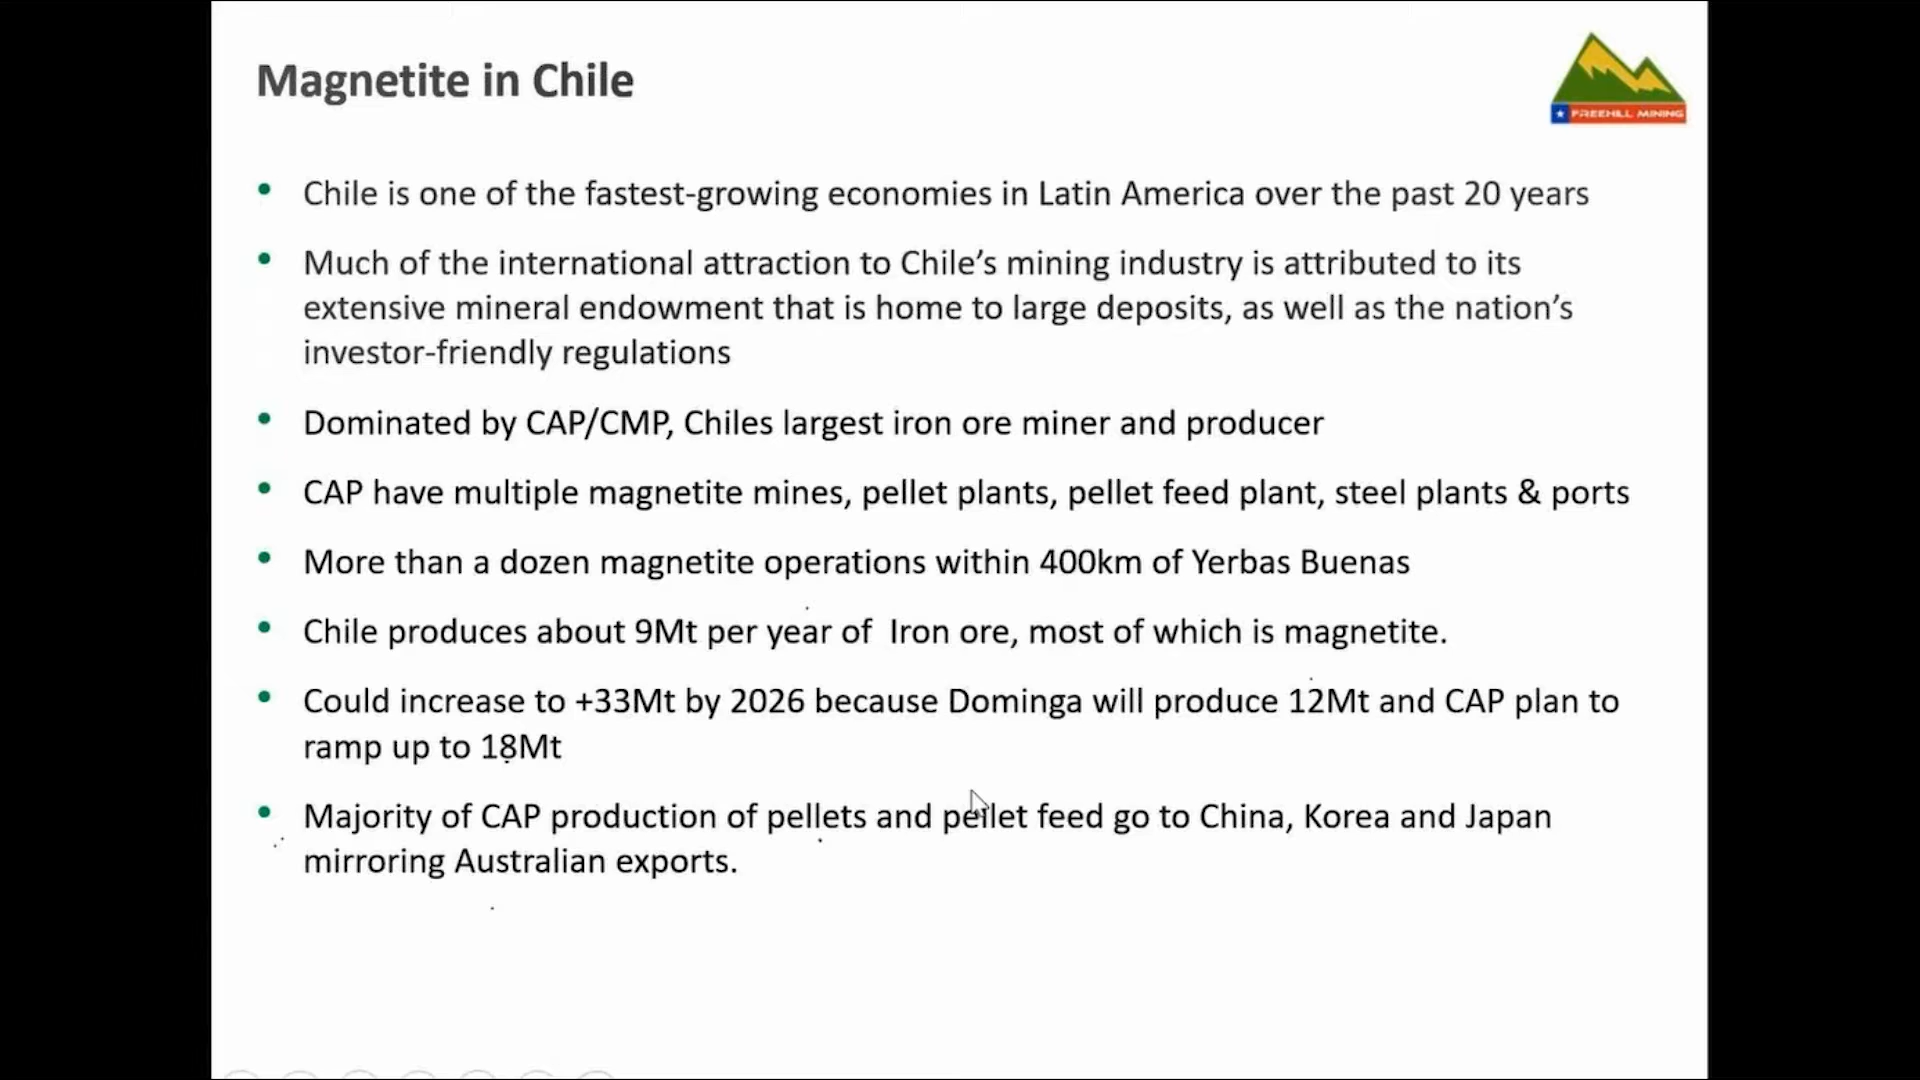 Magnetite in Chile
FREEHILL MINING
Chile is one of the fastest-growing economies in Latin America over the past 20 years
Much of the international attraction to Chile’s mining industry is attributed to its
extensive mineral endowment that is home to large deposits, as well as the nation’s
investor-friendly regulations
Dominated by CAP/CMP, Chiles largest iron ore miner and producer
CAP have multiple magnetite mines, pellet plants, pellet feed plant, steel plants & ports
More than a dozen magnetite operations within 400km of Yerbas Buenas
Chile produces about 9Mt per year of Iron ore, most of which is magnetite.
Could increase to +33Mt by 2026 because Dominga will produce 12Mt and CAP plan to
ramp up to 18Mt
Majority of CAP production of pellets and pellet feed go to China, Korea and Japan
mirroring Australian exports.